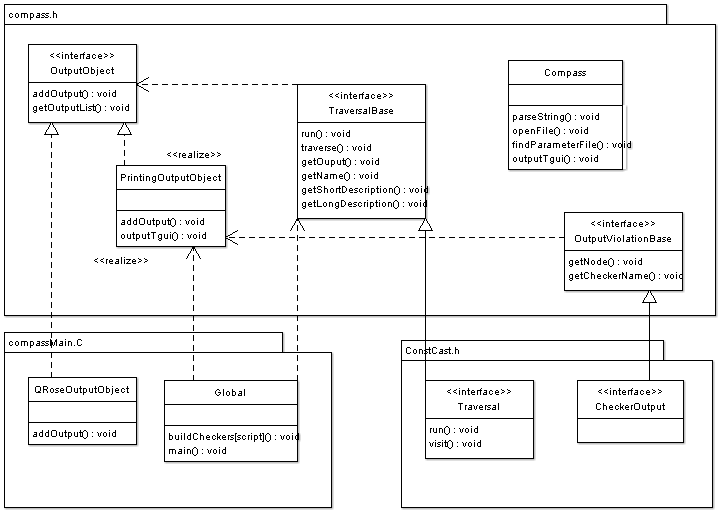 compass.h
<<interface>>
OutputObject
addOutput() : void
getOutputList() : void
<<interface>>
TraversalBase
run() : void
traverse() : void
getOuput() : void
getName() : void
getShortDescription() : void
getLongDescription() : void
Compass
parseString() : void
openFile() : void
findParameterFile() : void
outputTgui() : void
<<realize>>
PrintingOutputObject
addOutput() : void
outputTgui() : void
<<realize>>
<<interface>>
OutputViolationBase
getNode() : void
getCheckerName() : void
compassMain.C
QRoseOutputObject
addOutput() : void
Global
buildCheckers[script]() : void
main() : void
ConstCast.h
<<interface>>
Traversal
run() : void
visit() : void
<<interface>>
CheckerOutput